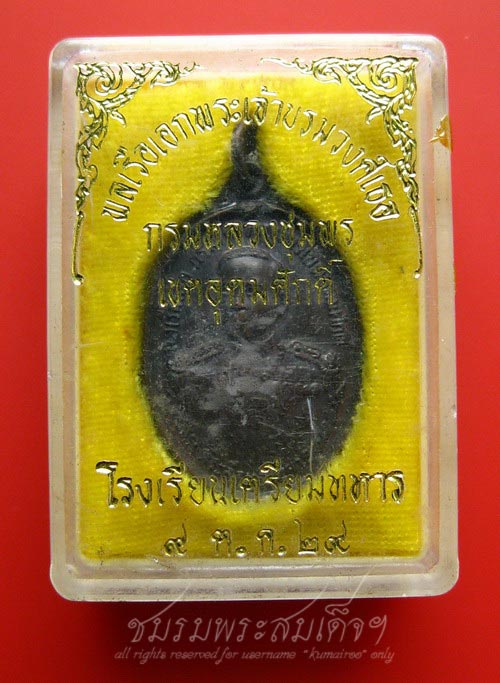 พลเรือเอกพระเจ้าบรมวงศ์เธอ
กรมหลวงชุมพร
เขตอุดมศักดิ์
โรงเรียนเตรียมทหาร
๙ ต.ค.๒๙
ชมรมพระสมเด็จฯ
all rights reserved for username "kumairoo" only